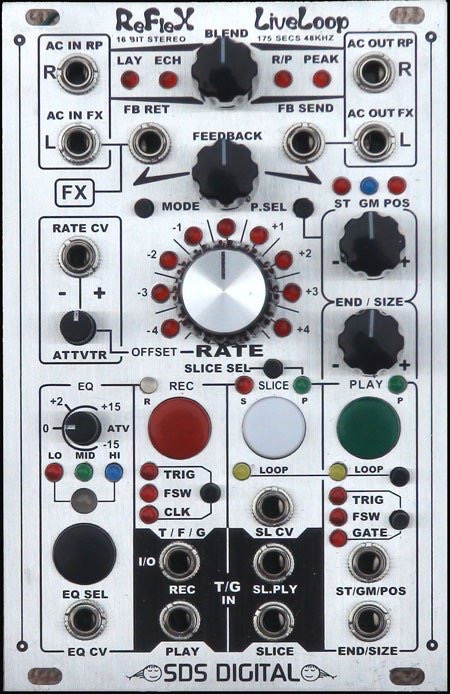 ReFleX LiveLoop
16 BIT STEREO BLEND 175 SECS 48KHZ
AC IN RP LAY ECH R/P PEAK AC OUT RP
R R
AC IN FX FB RET FB SEND AC OUT FX
L L
FEEDBACK
FX
MODE P.SEL ST GM POS
RATE CV -1 +1 - +
-2 +2
- + -3 +3 END / SIZE
-4 +4
ATTVTR OFFSET RATE - +
SLICE SEL
EQ REC SLICE PLAY
R S P P
+2 +15
0 ATV
-15
LO MID HI LOOP LOOP
TRIG TRIG
FSW FSW
CLK GATE
T / F / G SL CV
I/O
EQ SEL REC T/G IN SL.PLY ST/GM/POS
EQ CV PLAY SLICE END/SIZE
SDS DIGITAL